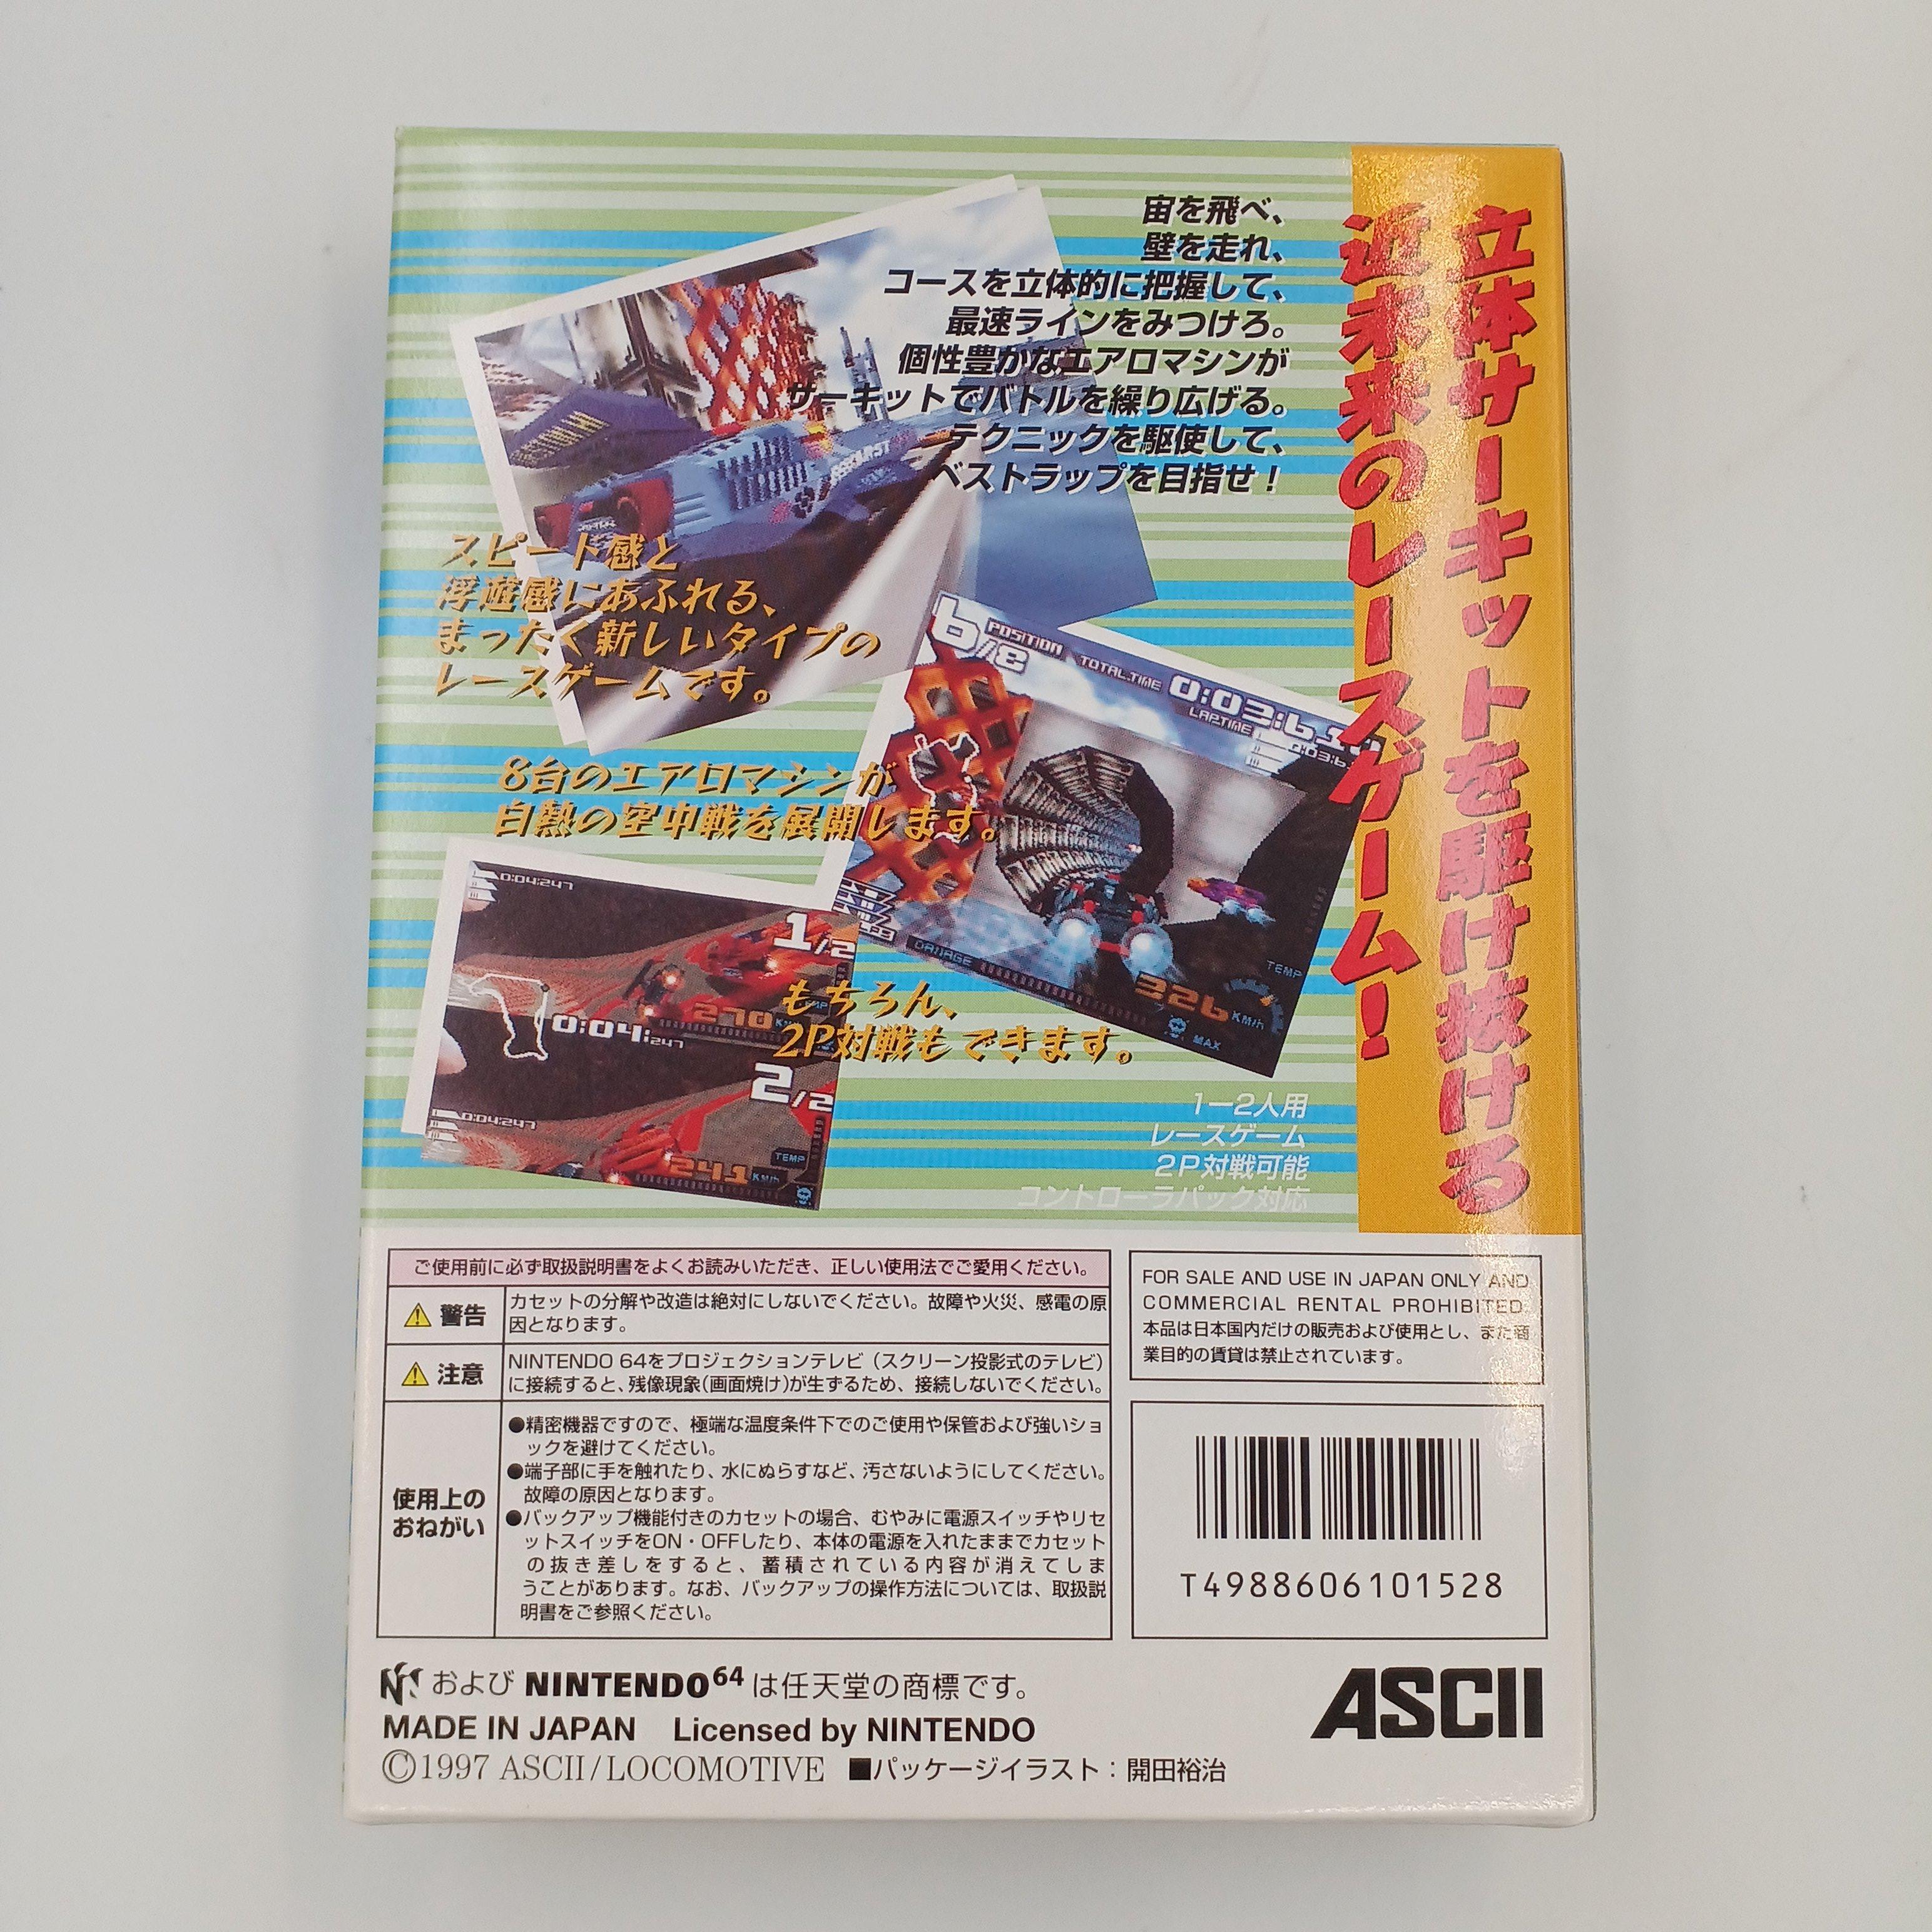 立体サーキットを駆け抜ける
近未来のレースゲーム!
宙を飛べ、
壁を走れ、
コースを立体的に把握して、
最速ラインをみつけろ。
個性豊かなエアロマシンが
サーキットでバトルを繰り広げる。
テクニックを駆使して、
ベストラップを目指せ!
スピード感と
浮遊感にあふれる、
まったく新しいタイプの
レースゲームです。
6/8 POSITION TOTAL.TIME
LAP.TIME
8台のエアロマシンが
白熱の空中戦を展開します。
DAMAGE
TEMP
326 KM/h
MAX
0:04:247
1/2
270
0:04:247
もちろん、
2P対戦もできます。
2/2
0:04:247
TEMP
241 KM/h
1ー2人用
レースゲーム
2P対戦可能
コントローラパック対応
ご使用前に必ず取扱説明書をよくお読みいただき、正しい使用法でご愛用ください。
警告
カセットの分解や改造は絶対にしないでください。故障や火災、感電の原
因となります。
注意
NINTENDO 64をプロジェクションテレビ(スクリーン投影式のテレビ)
に接続すると、残像現象(画面焼け)が生ずるため、接続しないでください。
使用上の
おねがい
●精密機器ですので、極端な温度条件下でのご使用や保管および強いショ
ックを避けてください。
●端子部に手を触れたり、水にぬらすなど、汚さないようにしてください。
故障の原因となります。
●バックアップ機能付きのカセットの場合、むやみに電源スイッチやリセ
ットスイッチをON・OFFしたり、本体の電源を入れたままでカセット
の抜き差しをすると、蓄積されている内容が消えてしま
うことがあります。なお、バックアップの操作方法については、取扱説
明書をご参照ください。
FOR SALE AND USE IN JAPAN ONLY AND
COMMERCIAL RENTAL PROHIBITED.
本品は日本国内だけの販売および使用とし、また商
業目的の賃貸は禁止されています。
T4988606101528
および NINTENDO64 は任天堂の商標です。
MADE IN JAPAN Licensed by NINTENDO
©1997 ASCII/LOCOMOTIVE ■パッケージイラスト:開田裕治
ASCII